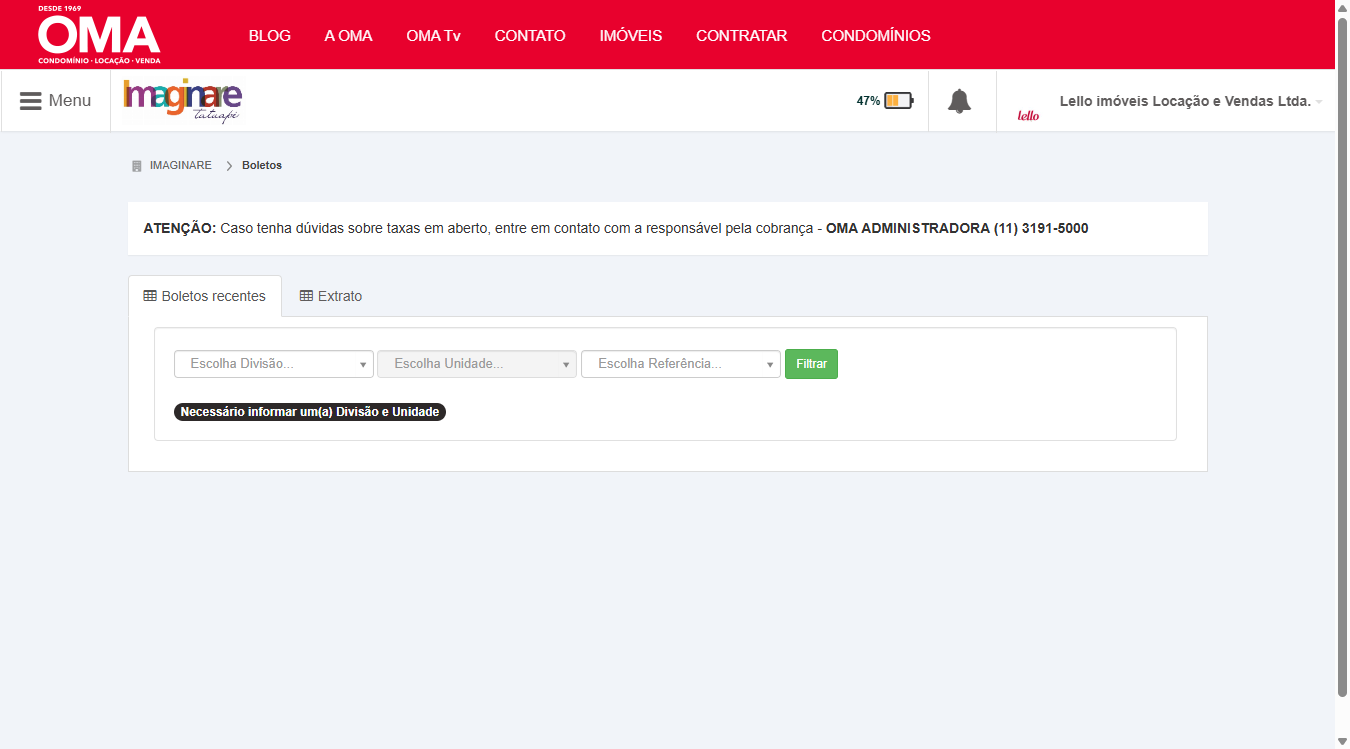 DESDE 1969
OMA
CONDOMÍNIO · LOCAÇÃO · VENDA
BLOG A OMA OMA Tv CONTATO IMÓVEIS CONTRATAR CONDOMÍNIOS
Menu
Imaginare
tatuapé
47%
lello
Lello imóveis Locação e Vendas Ltda.
IMAGINARE > Boletos
ATENÇÃO: Caso tenha dúvidas sobre taxas em aberto, entre em contato com a responsável pela cobrança - OMA ADMINISTRADORA (11) 3191-5000
Boletos recentes Extrato
Escolha Divisão... Escolha Unidade... Escolha Referência... Filtrar
Necessário informar um(a) Divisão e Unidade